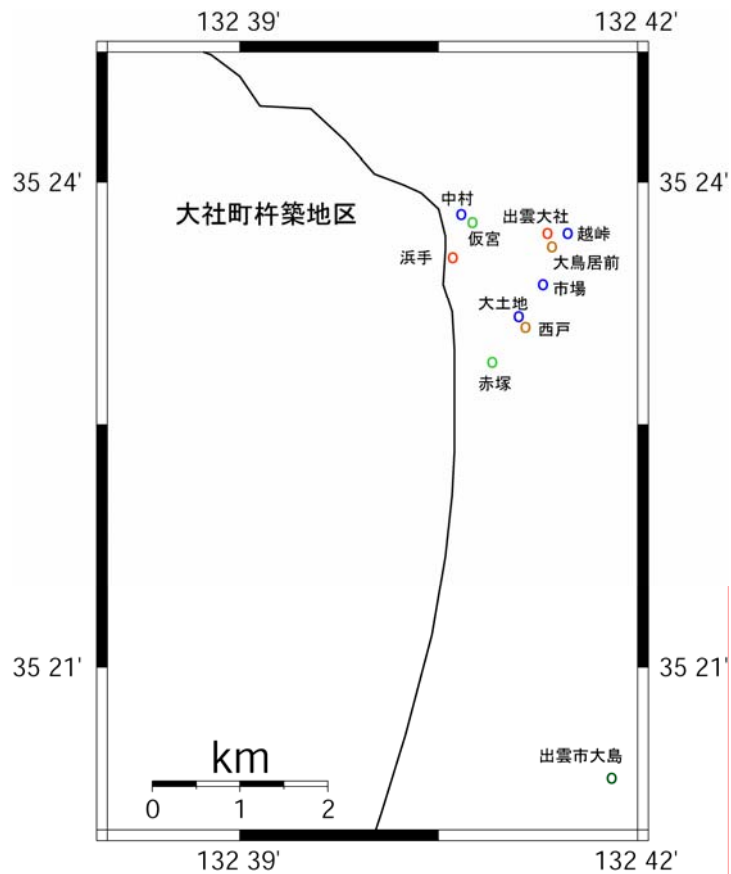 132 39' 132 42'
35 24' 35 24'
中村
大社町杵築地区
出雲大社
越峠
仮宮
浜手
大鳥居前
市場
大土地
西戸
赤塚
35 21' 35 21'
出雲市大島
km
0 1 2
132 39' 132 42'